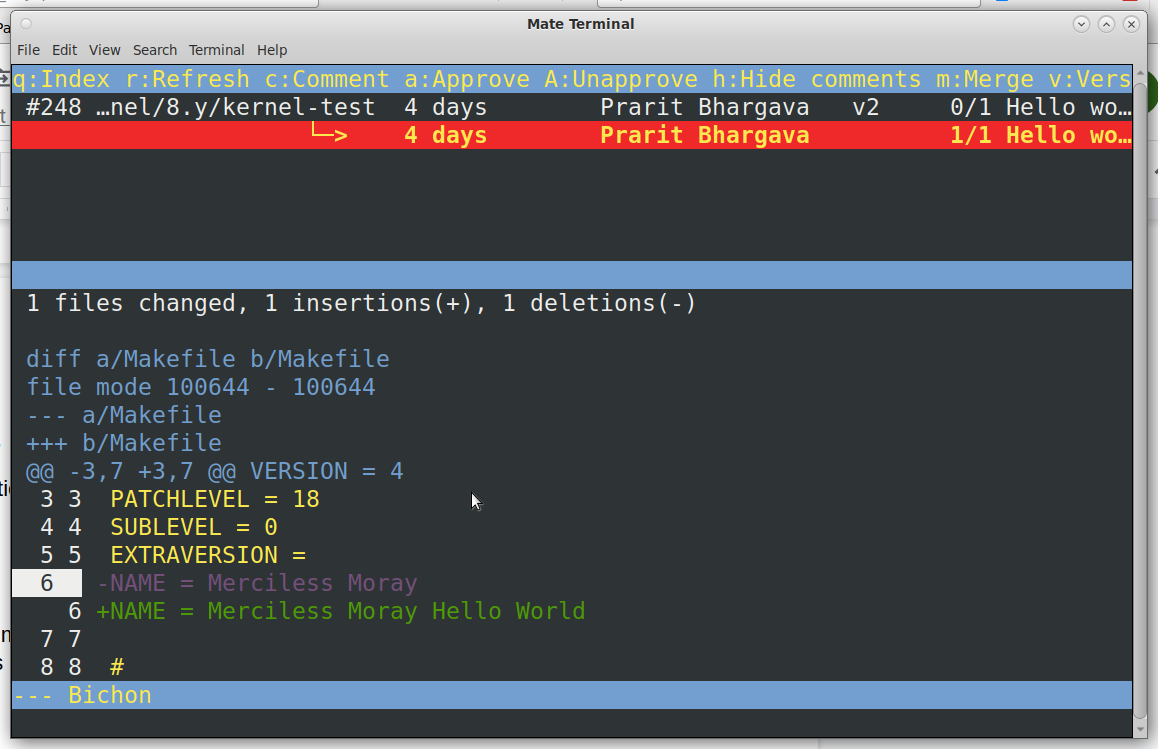 Mate Terminal
File Edit View Search Terminal Help
q:Index r:Refresh c:Comment a:Approve A:Unapprove h:Hide comments m:Merge v:Vers
#248 …nel/8.y/kernel-test 4 days Prarit Bhargava v2 0/1 Hello wo…
└─> 4 days Prarit Bhargava 1/1 Hello wo…
1 files changed, 1 insertions(+), 1 deletions(-)
diff a/Makefile b/Makefile
file mode 100644 - 100644
--- a/Makefile
+++ b/Makefile
@@ -3,7 +3,7 @@ VERSION = 4
3 3 PATCHLEVEL = 18
4 4 SUBLEVEL = 0
5 5 EXTRAVERSION =
6 -NAME = Merciless Moray
6 +NAME = Merciless Moray Hello World
7 7
8 8 #
--- Bichon